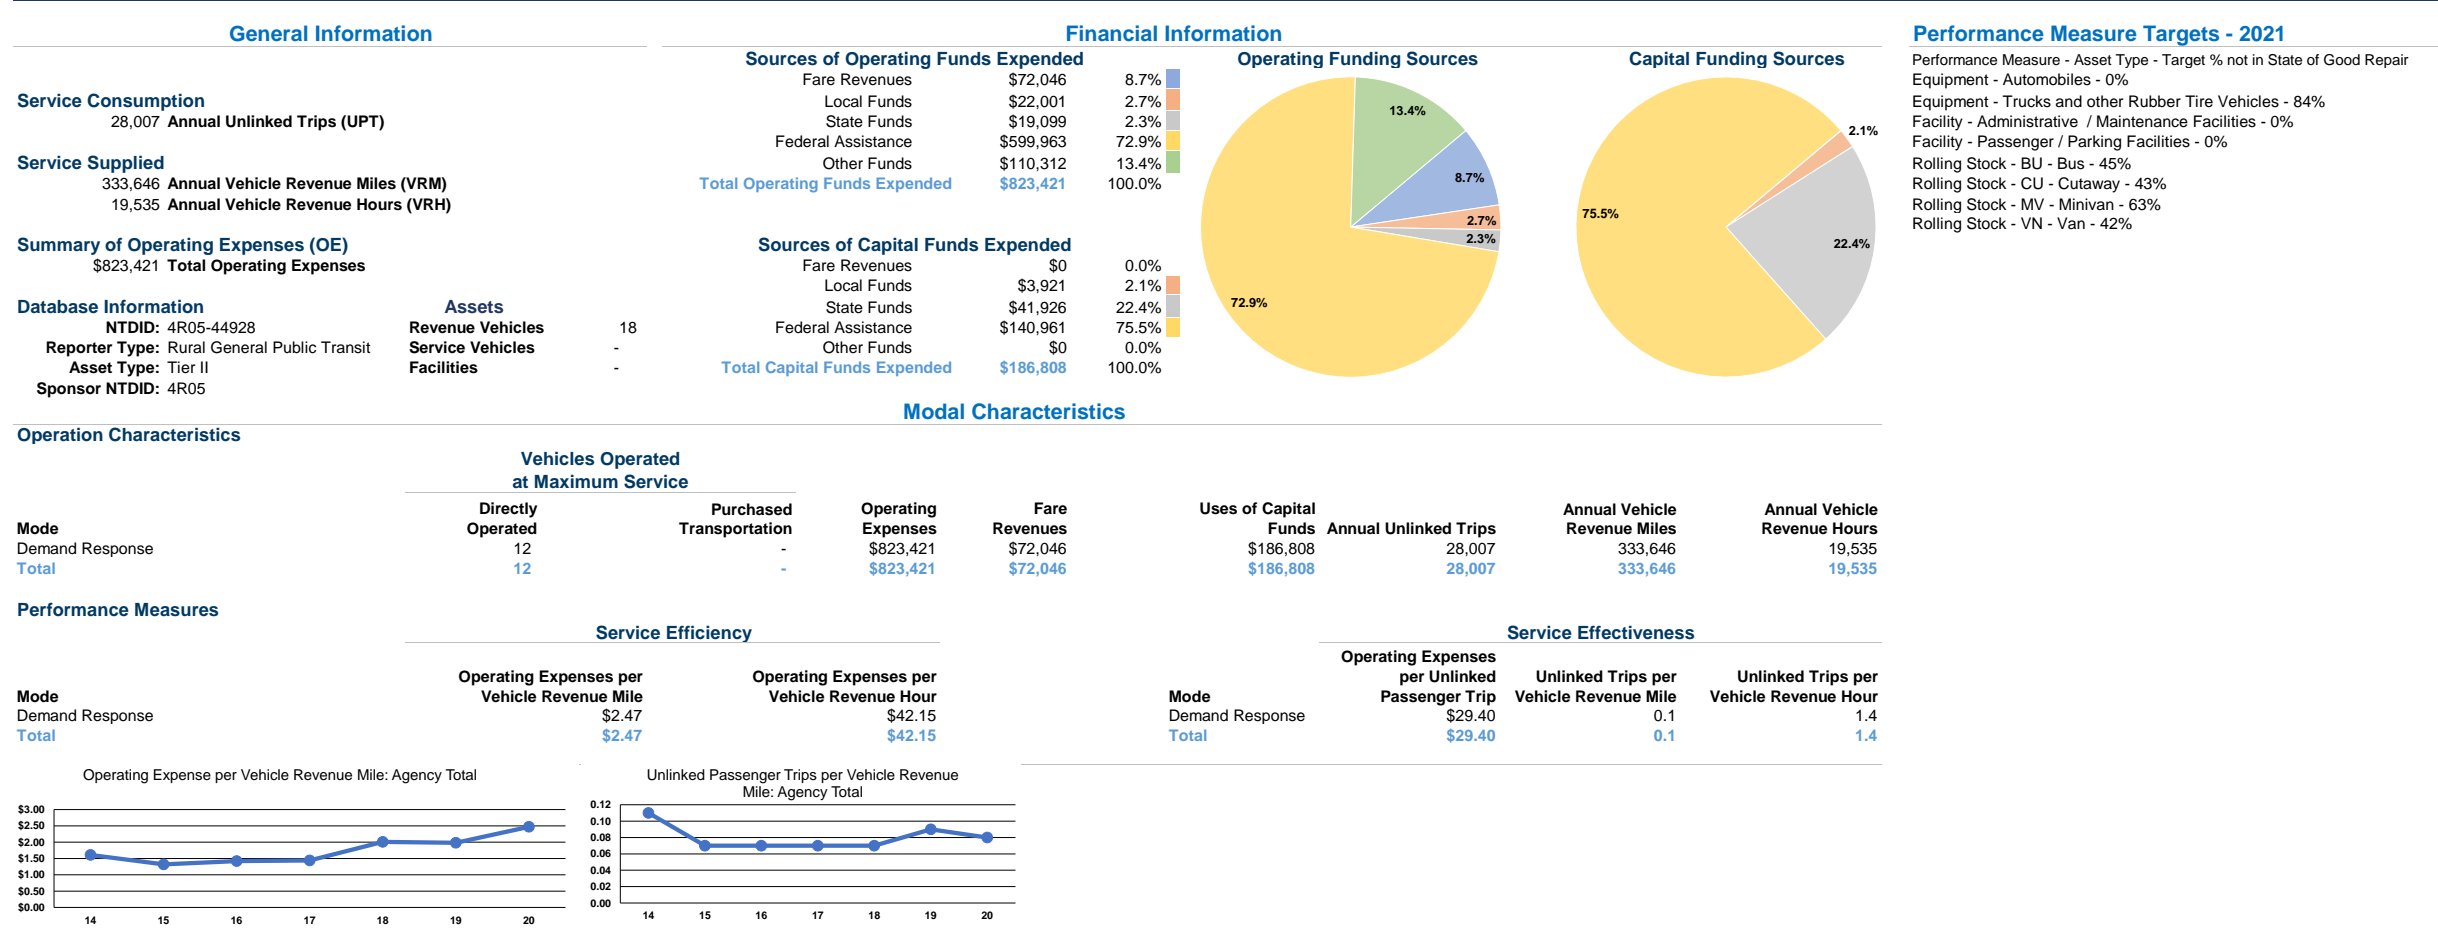 General Information
Service Consumption
28,007 Annual Unlinked Trips (UPT)
Service Supplied
333,646 Annual Vehicle Revenue Miles (VRM)
19,535 Annual Vehicle Revenue Hours (VRH)
Summary of Operating Expenses (OE)
$823,421 Total Operating Expenses
Database Information
NTDID: 4R05-44928
Reporter Type: Rural General Public Transit
Asset Type: Tier II
Sponsor NTDID: 4R05
Assets
Revenue Vehicles 18
Service Vehicles -
Facilities -
Financial Information
Sources of Operating Funds Expended
Fare Revenues $72,046 8.7%
Local Funds $22,001 2.7%
State Funds $19,099 2.3%
Federal Assistance $599,963 72.9%
Other Funds $110,312 13.4%
Total Operating Funds Expended $823,421 100.0%
Sources of Capital Funds Expended
Fare Revenues $0 0.0%
Local Funds $3,921 2.1%
State Funds $41,926 22.4%
Federal Assistance $140,961 75.5%
Other Funds $0 0.0%
Total Capital Funds Expended $186,808 100.0%
Operating Funding Sources
13.4%
8.7%
2.7%
2.3%
72.9%
Capital Funding Sources
2.1%
75.5%
22.4%
Performance Measure Targets - 2021
Performance Measure - Asset Type - Target % not in State of Good Repair
Equipment - Automobiles - 0%
Equipment - Trucks and other Rubber Tire Vehicles - 84%
Facility - Administrative / Maintenance Facilities - 0%
Facility - Passenger / Parking Facilities - 0%
Rolling Stock - BU - Bus - 45%
Rolling Stock - CU - Cutaway - 43%
Rolling Stock - MV - Minivan - 63%
Rolling Stock - VN - Van - 42%
Modal Characteristics
Operation Characteristics
Vehicles Operated
at Maximum Service
Directly Purchased Operating Fare Uses of Capital Annual Vehicle Annual Vehicle
Mode Operated Transportation Expenses Revenues Funds Annual Unlinked Trips Revenue Miles Revenue Hours
Demand Response 12 - $823,421 $72,046 $186,808 28,007 333,646 19,535
Total 12 - $823,421 $72,046 $186,808 28,007 333,646 19,535
Performance Measures
Service Efficiency
Operating Expenses per Operating Expenses per
Mode Vehicle Revenue Mile Vehicle Revenue Hour
Demand Response $2.47 $42.15
Total $2.47 $42.15
Service Effectiveness
Operating Expenses
per Unlinked Unlinked Trips per Unlinked Trips per
Mode Passenger Trip Vehicle Revenue Mile Vehicle Revenue Hour
Demand Response $29.40 0.1 1.4
Total $29.40 0.1 1.4
Operating Expense per Vehicle Revenue Mile: Agency Total
$3.00
$2.50
$2.00
$1.50
$1.00
$0.50
$0.00
14 15 16 17 18 19 20
Unlinked Passenger Trips per Vehicle Revenue
Mile: Agency Total
0.12
0.10
0.08
0.06
0.04
0.02
0.00
14 15 16 17 18 19 20